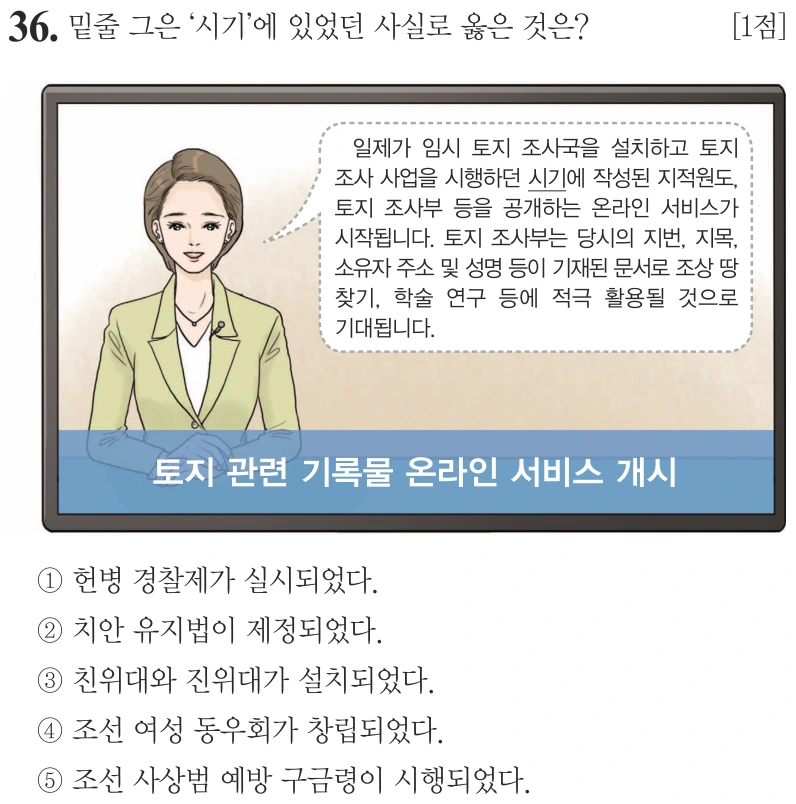 36. 밑줄 그은 ‘시기’에 있었던 사실로 옳은 것은? [1점]
일제가 임시 토지 조사국을 설치하고 토지
조사 사업을 시행하던 시기에 작성된 지적원도,
토지 조사부 등을 공개하는 온라인 서비스가
시작됩니다. 토지 조사부는 당시의 지번, 지목,
소유자 주소 및 성명 등이 기재된 문서로 조상 땅
찾기, 학술 연구 등에 적극 활용될 것으로
기대됩니다.
토지 관련 기록물 온라인 서비스 개시
① 헌병 경찰제가 실시되었다.
② 치안 유지법이 제정되었다.
③ 친위대와 진위대가 설치되었다.
④ 조선 여성 동우회가 창립되었다.
⑤ 조선 사상범 예방 구금령이 시행되었다.